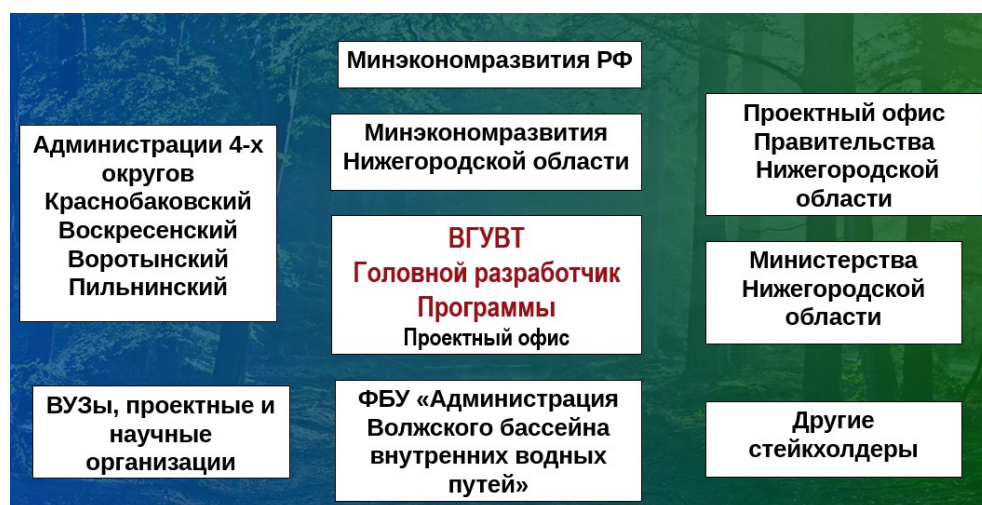 Минэкономразвития РФ
Администрации 4-х
округов
Краснобаковский
Воскресенский
Воротынский
Пильнинский
Минэкономразвития
Нижегородской области
Проектный офис
Правительства
Нижегородской
области
ВГУВТ
Головной разработчик
Программы
Проектный офис
Министерства
Нижегородской
области
ВУЗы, проектные и
научные
организации
ФБУ «Администрация
Волжского бассейна
внутренних водных
путей»
Другие
стейкхолдеры